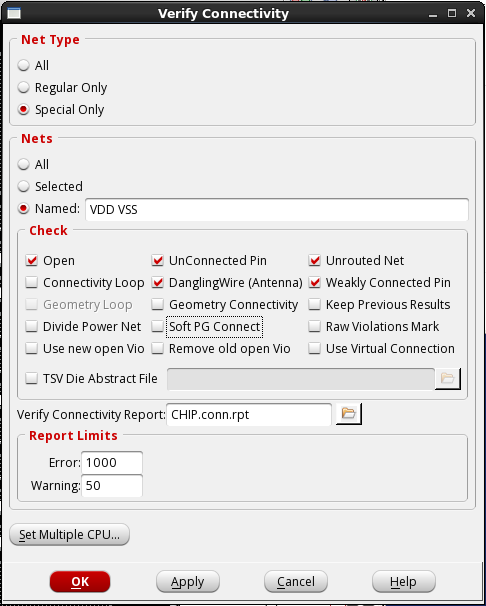 Verify Connectivity
Net Type
All
Regular Only
Special Only
Nets
All
Selected
Named: VDD VSS
Check
Open UnConnected Pin Unrouted Net
Connectivity Loop DanglingWire (Antenna) Weakly Connected Pin
Geometry Loop Geometry Connectivity Keep Previous Results
Divide Power Net Soft PG Connect Raw Violations Mark
Use new open Vio Remove old open Vio Use Virtual Connection
TSV Die Abstract File
Verify Connectivity Report: CHIP.conn.rpt
Report Limits
Error: 1000
Warning: 50
Set Multiple CPU...
OK Apply Cancel Help